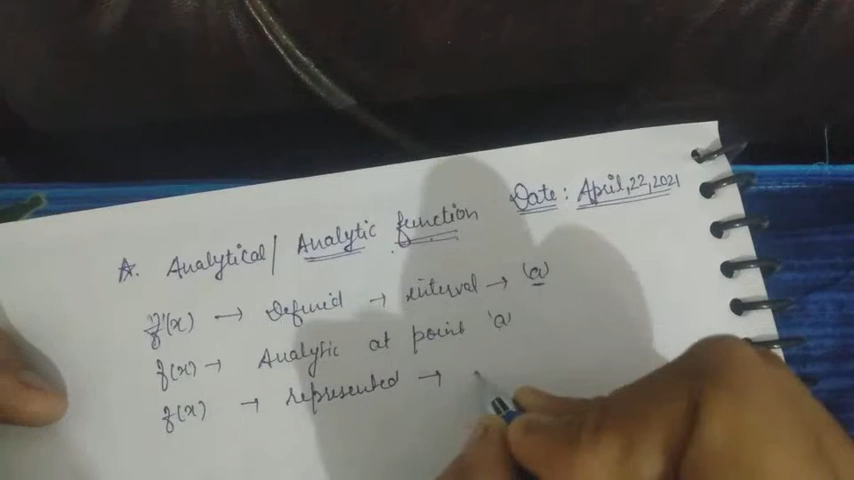 Date: April,22,2021
A. Analytical/Analytic function
f(x) → Defined → interval → (a)
f(x) → Analytic at point 'a'
f(x) → represented →